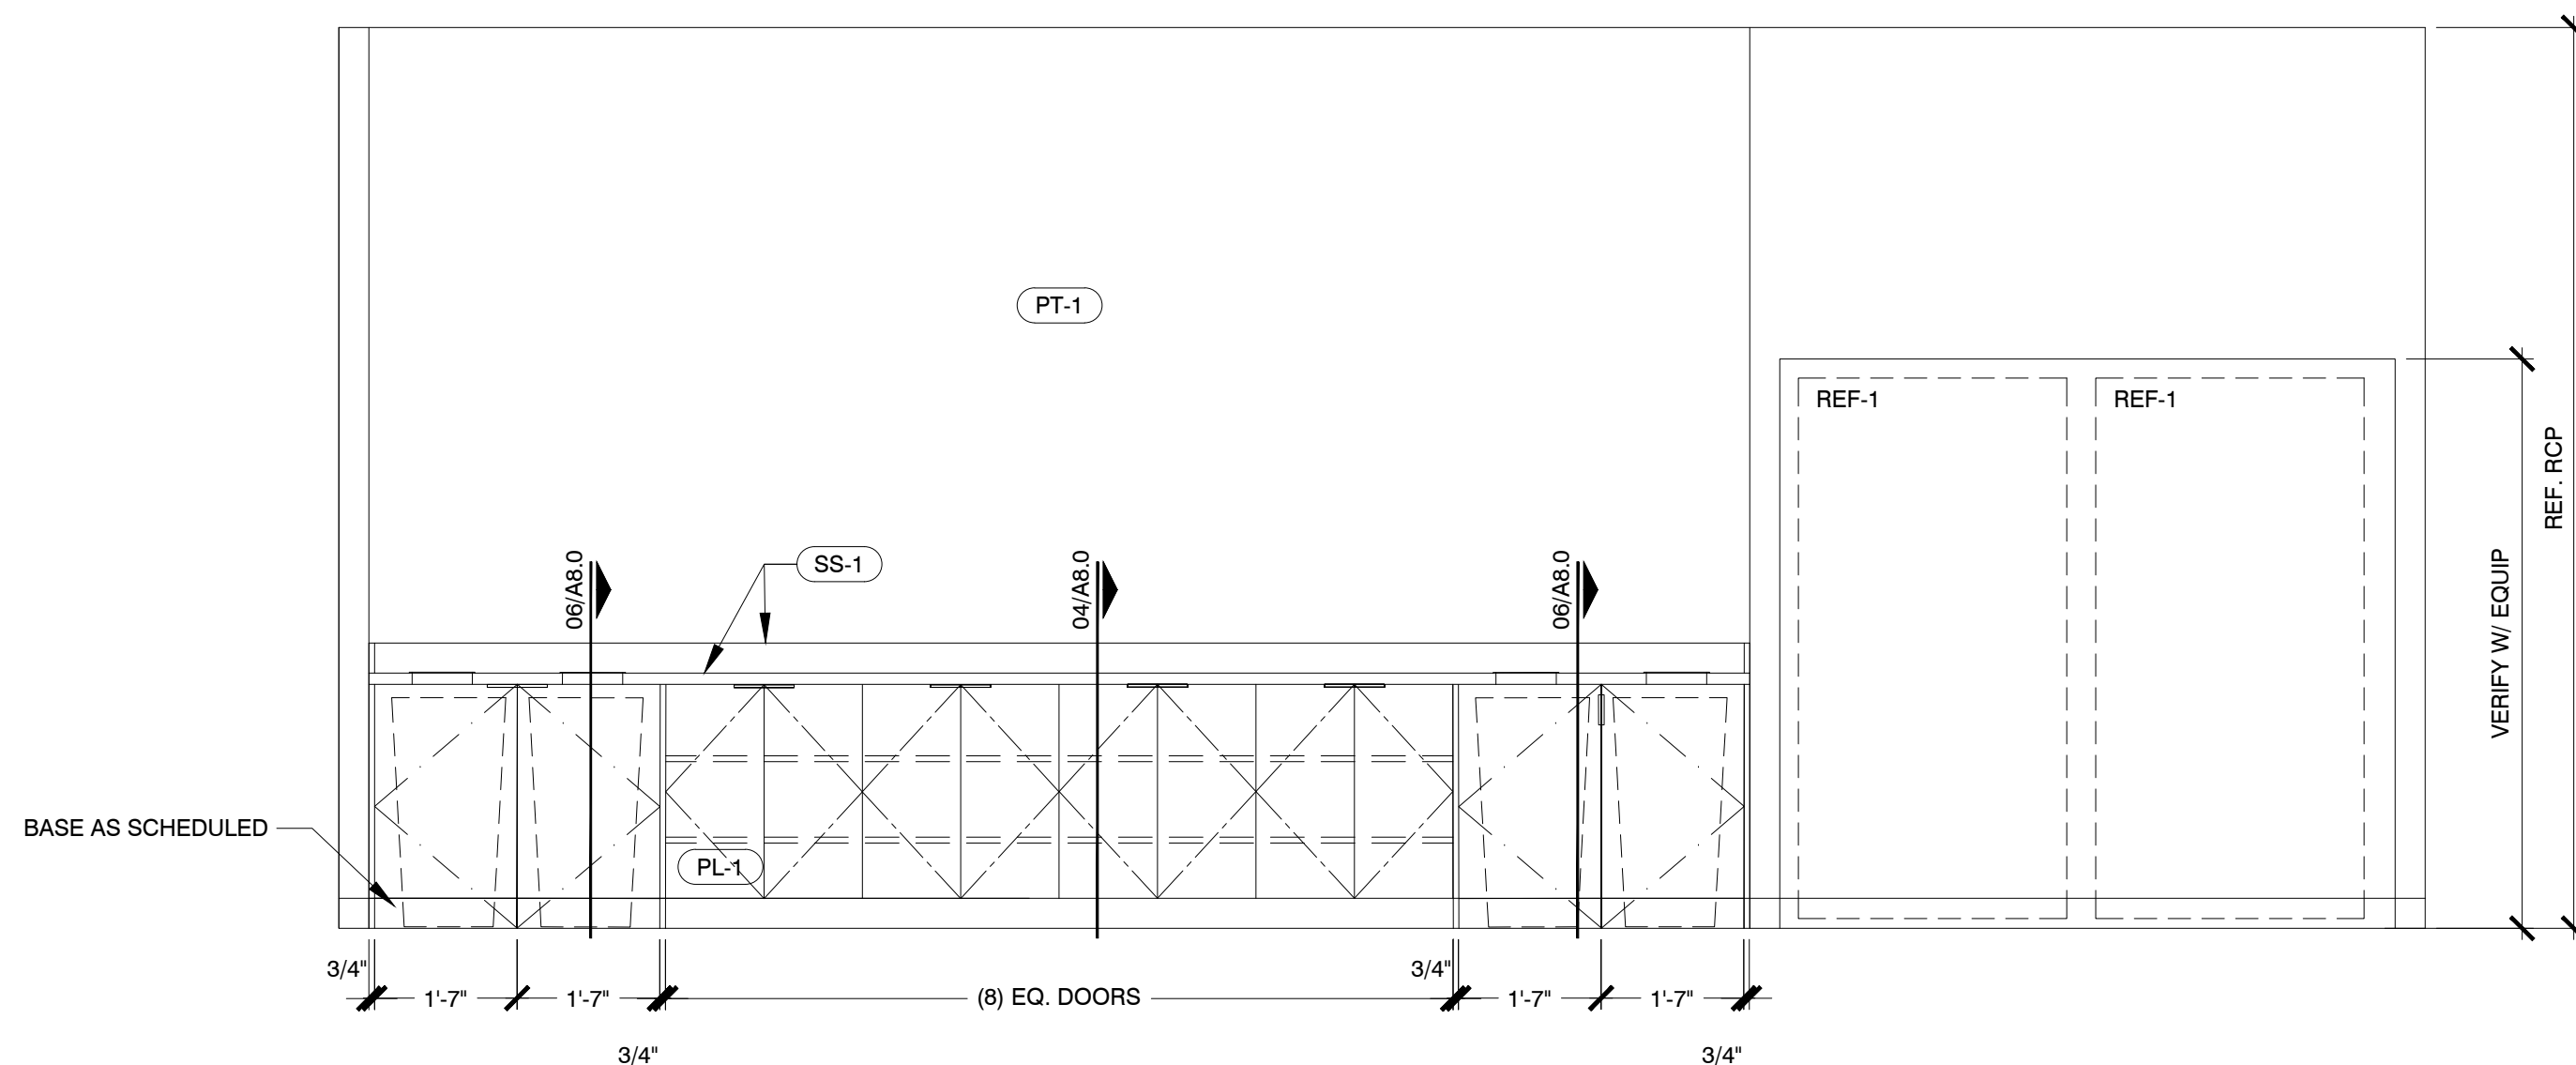 PT-1
REF-1
REF-1
REF. RCP
VERIFY W/ EQUIP
SS-1
06/A8.0
04/A8.0
06/A8.0
BASE AS SCHEDULED
PL-1
3/4"
3/4"
1'-7"
1'-7"
(8) EQ. DOORS
1'-7"
1'-7"
3/4"
3/4"